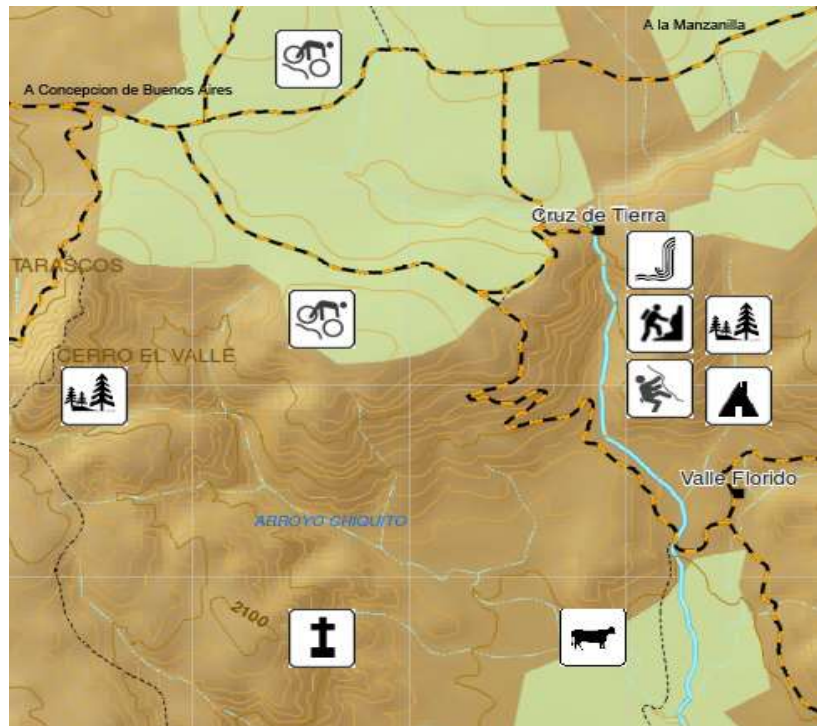 A la Manzanilla
A Concepcion de Buenos Aires
Cruz de Tierra
TARASCOS
CERRO EL VALLE
Valle Florido
ARROYO CHIQUITO
2100